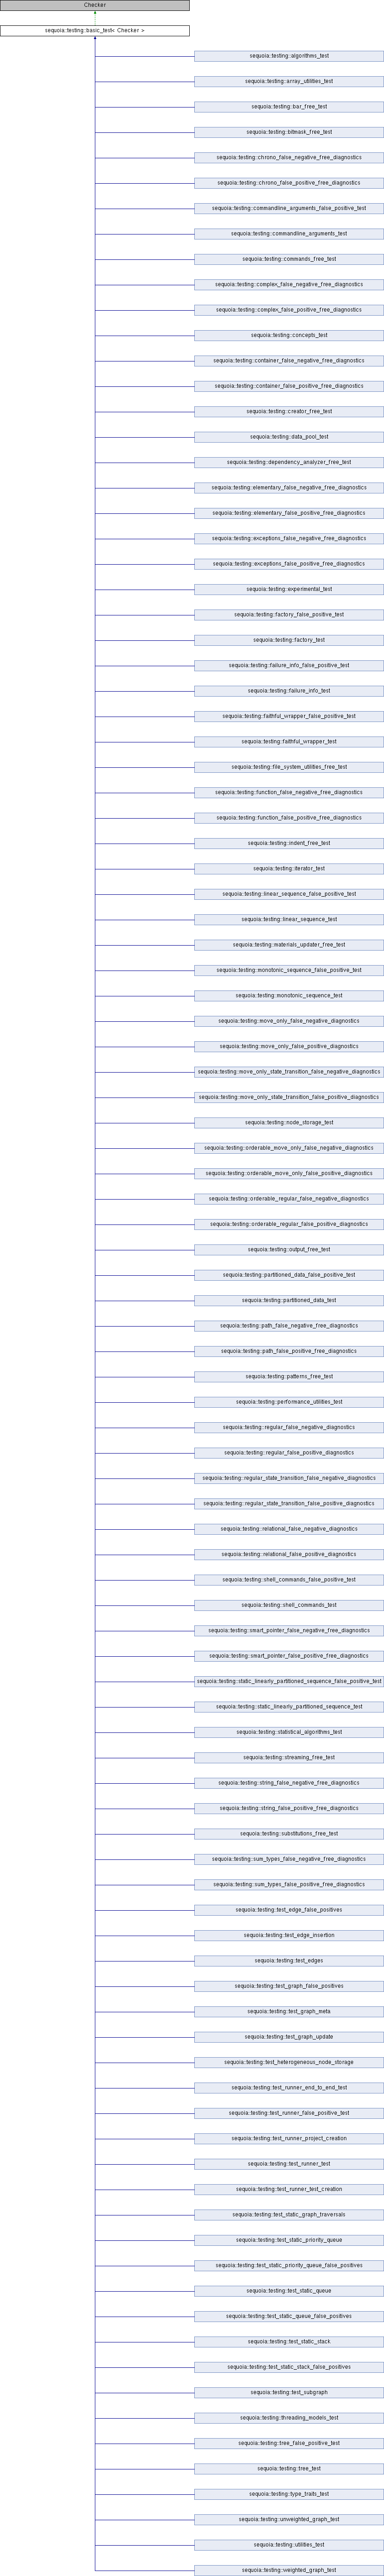 Checker
sequoia::testing::basic_test< Checker >
sequoia::testing::algorithms_test
sequoia::testing::array_utilities_test
sequoia::testing::bar_free_test
sequoia::testing::bitmask_free_test
sequoia::testing::chrono_false_negative_free_diagnostics
sequoia::testing::chrono_false_positive_free_diagnostics
sequoia::testing::commandline_arguments_false_positive_test
sequoia::testing::commandline_arguments_test
sequoia::testing::commands_free_test
sequoia::testing::complex_false_negative_free_diagnostics
sequoia::testing::complex_false_positive_free_diagnostics
sequoia::testing::concepts_test
sequoia::testing::container_false_negative_free_diagnostics
sequoia::testing::container_false_positive_free_diagnostics
sequoia::testing::creator_free_test
sequoia::testing::data_pool_test
sequoia::testing::dependency_analyzer_free_test
sequoia::testing::elementary_false_negative_free_diagnostics
sequoia::testing::elementary_false_positive_free_diagnostics
sequoia::testing::exceptions_false_negative_free_diagnostics
sequoia::testing::exceptions_false_positive_free_diagnostics
sequoia::testing::experimental_test
sequoia::testing::factory_false_positive_test
sequoia::testing::factory_test
sequoia::testing::failure_info_false_positive_test
sequoia::testing::failure_info_test
sequoia::testing::faithful_wrapper_false_positive_test
sequoia::testing::faithful_wrapper_test
sequoia::testing::file_system_utilities_free_test
sequoia::testing::function_false_negative_free_diagnostics
sequoia::testing::function_false_positive_free_diagnostics
sequoia::testing::indent_free_test
sequoia::testing::iterator_test
sequoia::testing::linear_sequence_false_positive_test
sequoia::testing::linear_sequence_test
sequoia::testing::materials_updater_free_test
sequoia::testing::monotonic_sequence_false_positive_test
sequoia::testing::monotonic_sequence_test
sequoia::testing::move_only_false_negative_diagnostics
sequoia::testing::move_only_false_positive_diagnostics
sequoia::testing::move_only_state_transition_false_negative_diagnostics
sequoia::testing::move_only_state_transition_false_positive_diagnostics
sequoia::testing::node_storage_test
sequoia::testing::orderable_move_only_false_negative_diagnostics
sequoia::testing::orderable_move_only_false_positive_diagnostics
sequoia::testing::orderable_regular_false_negative_diagnostics
sequoia::testing::orderable_regular_false_positive_diagnostics
sequoia::testing::output_free_test
sequoia::testing::partitioned_data_false_positive_test
sequoia::testing::partitioned_data_test
sequoia::testing::path_false_negative_free_diagnostics
sequoia::testing::path_false_positive_free_diagnostics
sequoia::testing::patterns_free_test
sequoia::testing::performance_utilities_test
sequoia::testing::regular_false_negative_diagnostics
sequoia::testing::regular_false_positive_diagnostics
sequoia::testing::regular_state_transition_false_negative_diagnostics
sequoia::testing::regular_state_transition_false_positive_diagnostics
sequoia::testing::relational_false_negative_diagnostics
sequoia::testing::relational_false_positive_diagnostics
sequoia::testing::shell_commands_false_positive_test
sequoia::testing::shell_commands_test
sequoia::testing::smart_pointer_false_negative_free_diagnostics
sequoia::testing::smart_pointer_false_positive_free_diagnostics
sequoia::testing::static_linearly_partitioned_sequence_false_positive_test
sequoia::testing::static_linearly_partitioned_sequence_test
sequoia::testing::statistical_algorithms_test
sequoia::testing::streaming_free_test
sequoia::testing::string_false_negative_free_diagnostics
sequoia::testing::string_false_positive_free_diagnostics
sequoia::testing::substitutions_free_test
sequoia::testing::sum_types_false_negative_free_diagnostics
sequoia::testing::sum_types_false_positive_free_diagnostics
sequoia::testing::test_edge_false_positives
sequoia::testing::test_edge_insertion
sequoia::testing::test_edges
sequoia::testing::test_graph_false_positives
sequoia::testing::test_graph_meta
sequoia::testing::test_graph_update
sequoia::testing::test_heterogeneous_node_storage
sequoia::testing::test_runner_end_to_end_test
sequoia::testing::test_runner_false_positive_test
sequoia::testing::test_runner_project_creation
sequoia::testing::test_runner_test
sequoia::testing::test_runner_test_creation
sequoia::testing::test_static_graph_traversals
sequoia::testing::test_static_priority_queue
sequoia::testing::test_static_priority_queue_false_positives
sequoia::testing::test_static_queue
sequoia::testing::test_static_queue_false_positives
sequoia::testing::test_static_stack
sequoia::testing::test_static_stack_false_positives
sequoia::testing::test_subgraph
sequoia::testing::threading_models_test
sequoia::testing::tree_false_positive_test
sequoia::testing::tree_test
sequoia::testing::type_traits_test
sequoia::testing::unweighted_graph_test
sequoia::testing::utilities_test
sequoia::testing::weighted_graph_test